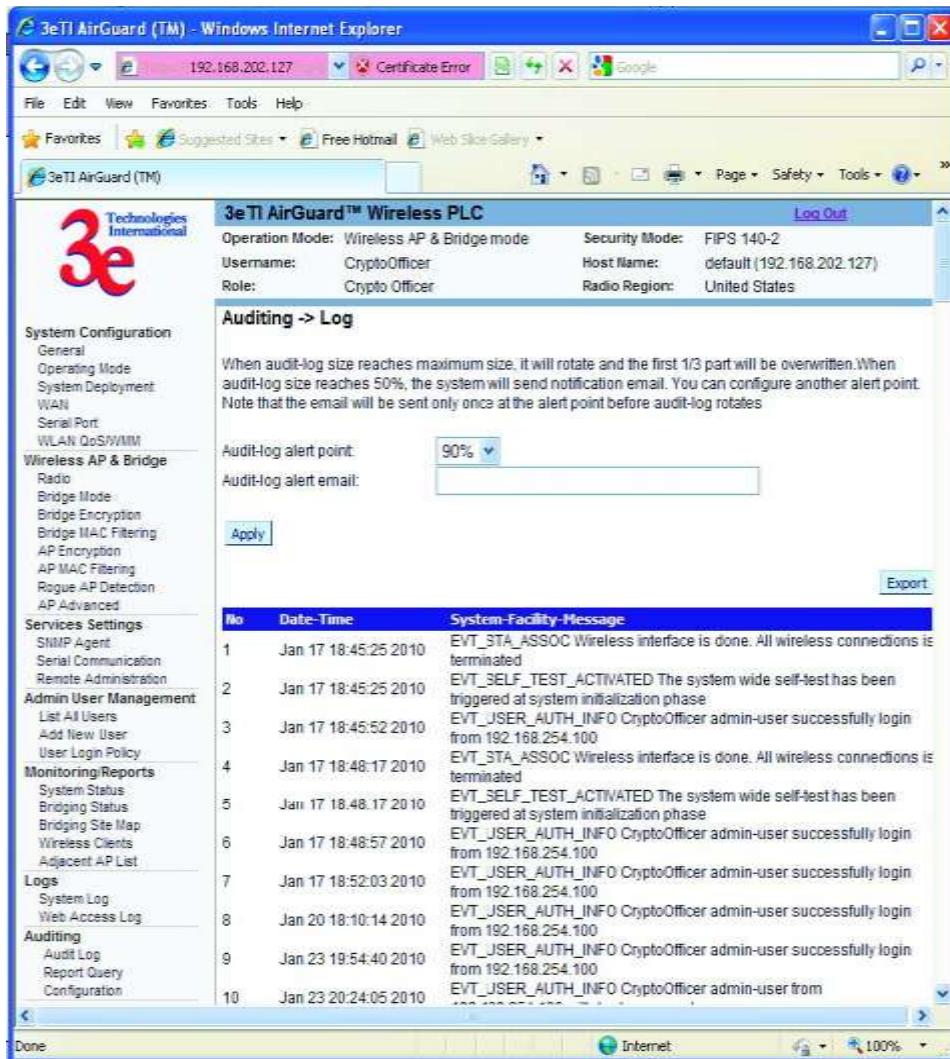 3eTI AirGuard (TM) - Windows Internet Explorer
192.168.202.127
Certificate Error
Google
File Edit View Favorites Tools Help
Favorites
Suggested Sites
Free Hotmail
Web Slice Gallery
3eTI AirGuard (TM)
Page
Safety
Tools
3e
Technologies
International
3eTI AirGuard™ Wireless PLC
Log Out
Operation Mode: Wireless AP & Bridge mode
Security Mode: FIPS 140-2
Username: CryptoOfficer
Host Name: default (192.168.202.127)
Role: Crypto Officer
Radio Region: United States
System Configuration
General
Operating Mode
System Deployment
WAN
Serial Port
WLAN QoS/WMM
Wireless AP & Bridge
Radio
Bridge Mode
Bridge Encryption
Bridge MAC Filtering
AP Encryption
AP MAC Filtering
Rogue AP Detection
AP Advanced
Services Settings
SNMP Agent
Serial Communication
Remote Administration
Admin User Management
List All Users
Add New User
User Login Policy
Monitoring/Reports
System Status
Bridging Status
Bridging Site Map
Wireless Clients
Adjacent AP List
Logs
System Log
Web Access Log
Auditing
Audit Log
Report Query
Configuration
Auditing -> Log
When audit-log size reaches maximum size, it will rotate and the first 1/3 part will be overwritten.When
audit-log size reaches 50%, the system will send notification email. You can configure another alert point.
Note that the email will be sent only once at the alert point before audit-log rotates
Audit-log alert point: 90%
Audit-log alert email:
Apply
Export
No Date-Time System-Facility-Message
1 Jan 17 18:45:25 2010 EVT_STA_ASSOC Wireless interface is done. All wireless connections is
terminated
2 Jan 17 18:45:25 2010 EVT_SELF_TEST_ACTIVATED The system wide self-test has been
triggered at system initialization phase
3 Jan 17 18:45:52 2010 EVT_USER_AUTH_INFO CryptoOfficer admin-user successfully login
from 192.168.254.100
4 Jan 17 18:48:17 2010 EVT_STA_ASSOC Wireless interface is done. All wireless connections is
terminated
5 Jan 17 18:48:17 2010 EVT_SELF_TEST_ACTIVATED The system wide self-test has been
triggered at system initialization phase
6 Jan 17 18:48:57 2010 EVT_USER_AUTH_INFO CryptoOfficer admin-user successfully login
from 192.168.254.100
7 Jan 17 18:52:03 2010 EVT_USER_AUTH_INFO CryptoOfficer admin-user successfully login
from 192.168.254.100
8 Jan 20 18:10:14 2010 EVT_USER_AUTH_INFO CryptoOfficer admin-user successfully login
from 192.168.254.100
9 Jan 23 19:54:40 2010 EVT_USER_AUTH_INFO CryptoOfficer admin-user successfully login
from 192.168.254.100
10 Jan 23 20:24:05 2010 EVT_USER_AUTH_INFO CryptoOfficer admin-user from
Done
Internet
100%